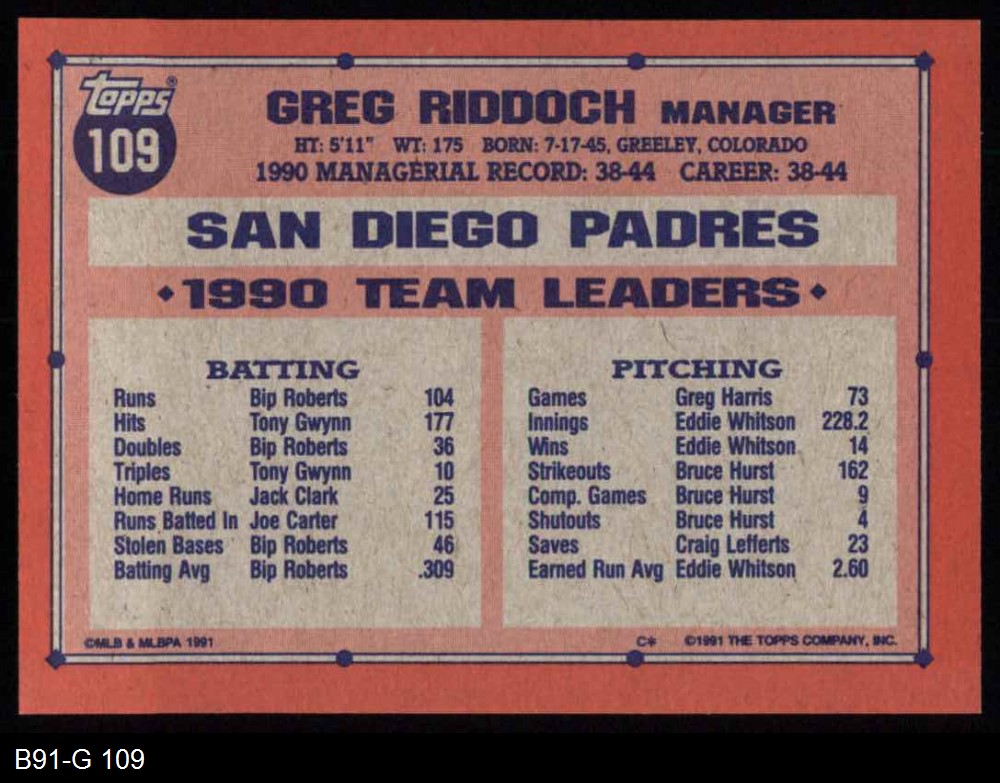 Topps®
109
GREG RIDDOCH MANAGER
HT: 5'11" WT: 175 BORN: 7-17-45, GREELEY, COLORADO
1990 MANAGERIAL RECORD: 38-44 CAREER: 38-44
SAN DIEGO PADRES
◆1990 TEAM LEADERS◆
BATTING
Runs Bip Roberts 104
Hits Tony Gwynn 177
Doubles Bip Roberts 36
Triples Tony Gwynn 10
Home Runs Jack Clark 25
Runs Batted In Joe Carter 115
Stolen Bases Bip Roberts 46
Batting Avg Bip Roberts .309
PITCHING
Games Greg Harris 73
Innings Eddie Whitson 228.2
Wins Eddie Whitson 14
Strikeouts Bruce Hurst 162
Comp. Games Bruce Hurst 9
Shutouts Bruce Hurst 4
Saves Craig Lefferts 23
Earned Run Avg Eddie Whitson 2.60
©MLB & MLBPA 1991 C* ©1991 THE TOPPS COMPANY, INC.
B91-G 109